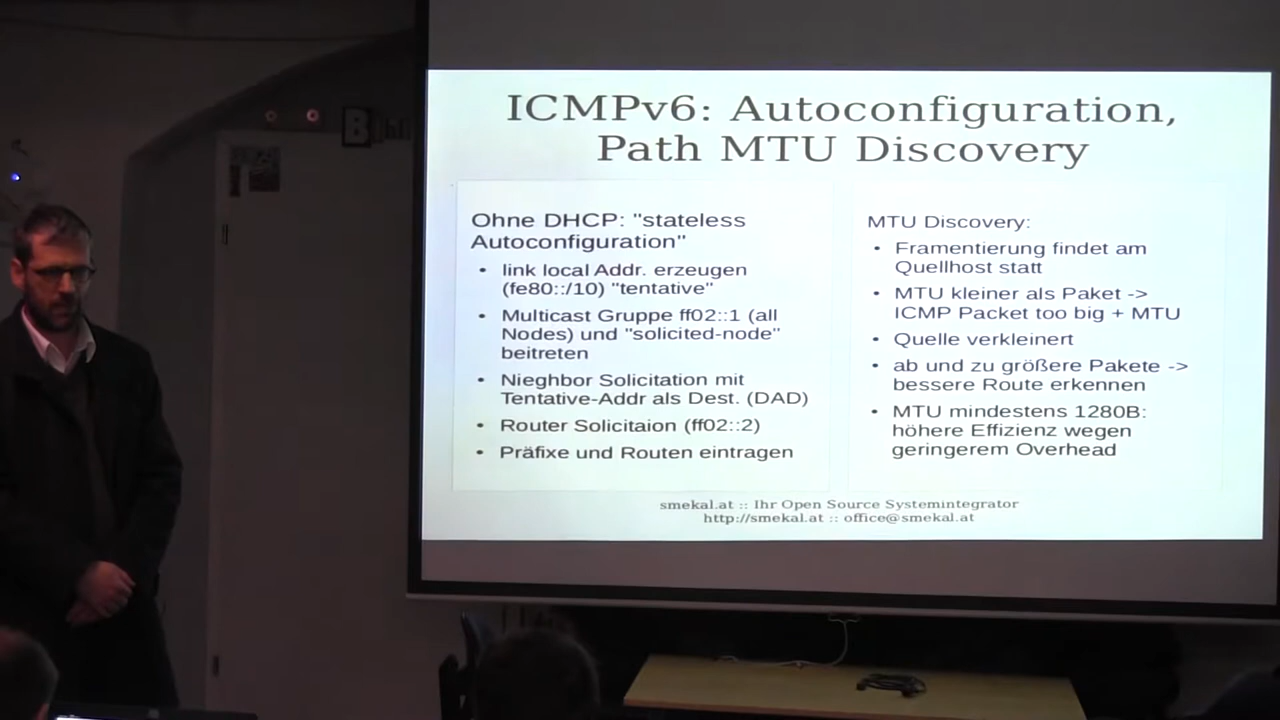 ICMPv6: Autoconfiguration,
Path MTU Discovery
Ohne DHCP: "stateless
Autoconfiguration"
• link local Addr. erzeugen
(fe80::/10) "tentative"
• Multicast Gruppe ff02::1 (all
Nodes) und "solicited-node"
beitreten
• Nieghbor Solicitation mit
Tentative-Addr als Dest. (DAD)
• Router Solicitaion (ff02::2)
• Präfixe und Routen eintragen
MTU Discovery:
• Framentierung findet am
Quellhost statt
• MTU kleiner als Paket ->
ICMP Packet too big + MTU
• Quelle verkleinert
• ab und zu größere Pakete ->
bessere Route erkennen
• MTU mindestens 1280B:
höhere Effizienz wegen
geringerem Overhead
smekal.at :: Ihr Open Source Systemintegrator
http://smekal.at :: office@smekal.at